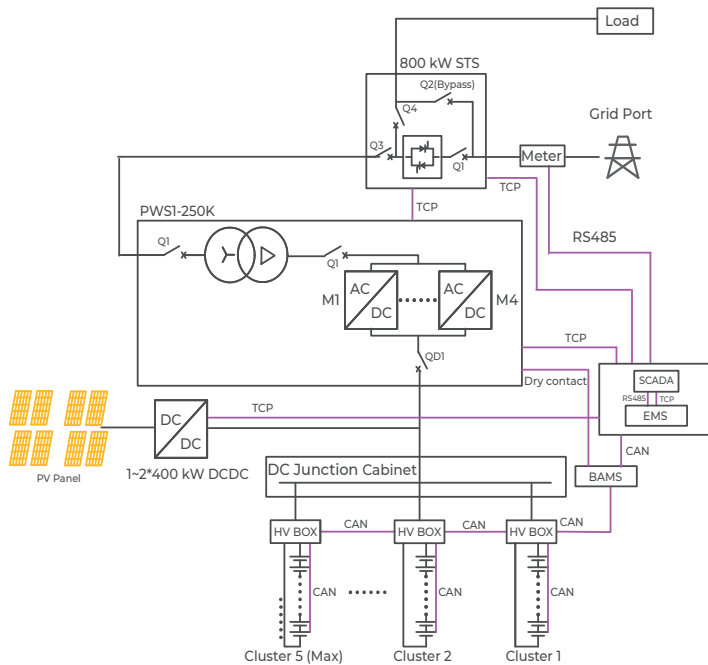 Load
800 kW STS
Q2(Bypass)
Q4
Grid Port
Q3
Q1
Meter
TCP
TCP
PWS1-250K
RS485
Q1
Q1
M1
AC
DC
AC
DC
M4
QD1
TCP
Dry contact
SCADA
RS485
TCP
EMS
TCP
DC
DC
PV Panel
1~2*400 kW DCDC
CAN
DC Junction Cabinet
BAMS
HV BOX
CAN
HV BOX
CAN
HV BOX
CAN
CAN
CAN
CAN
Cluster 5 (Max)
Cluster 2
Cluster 1